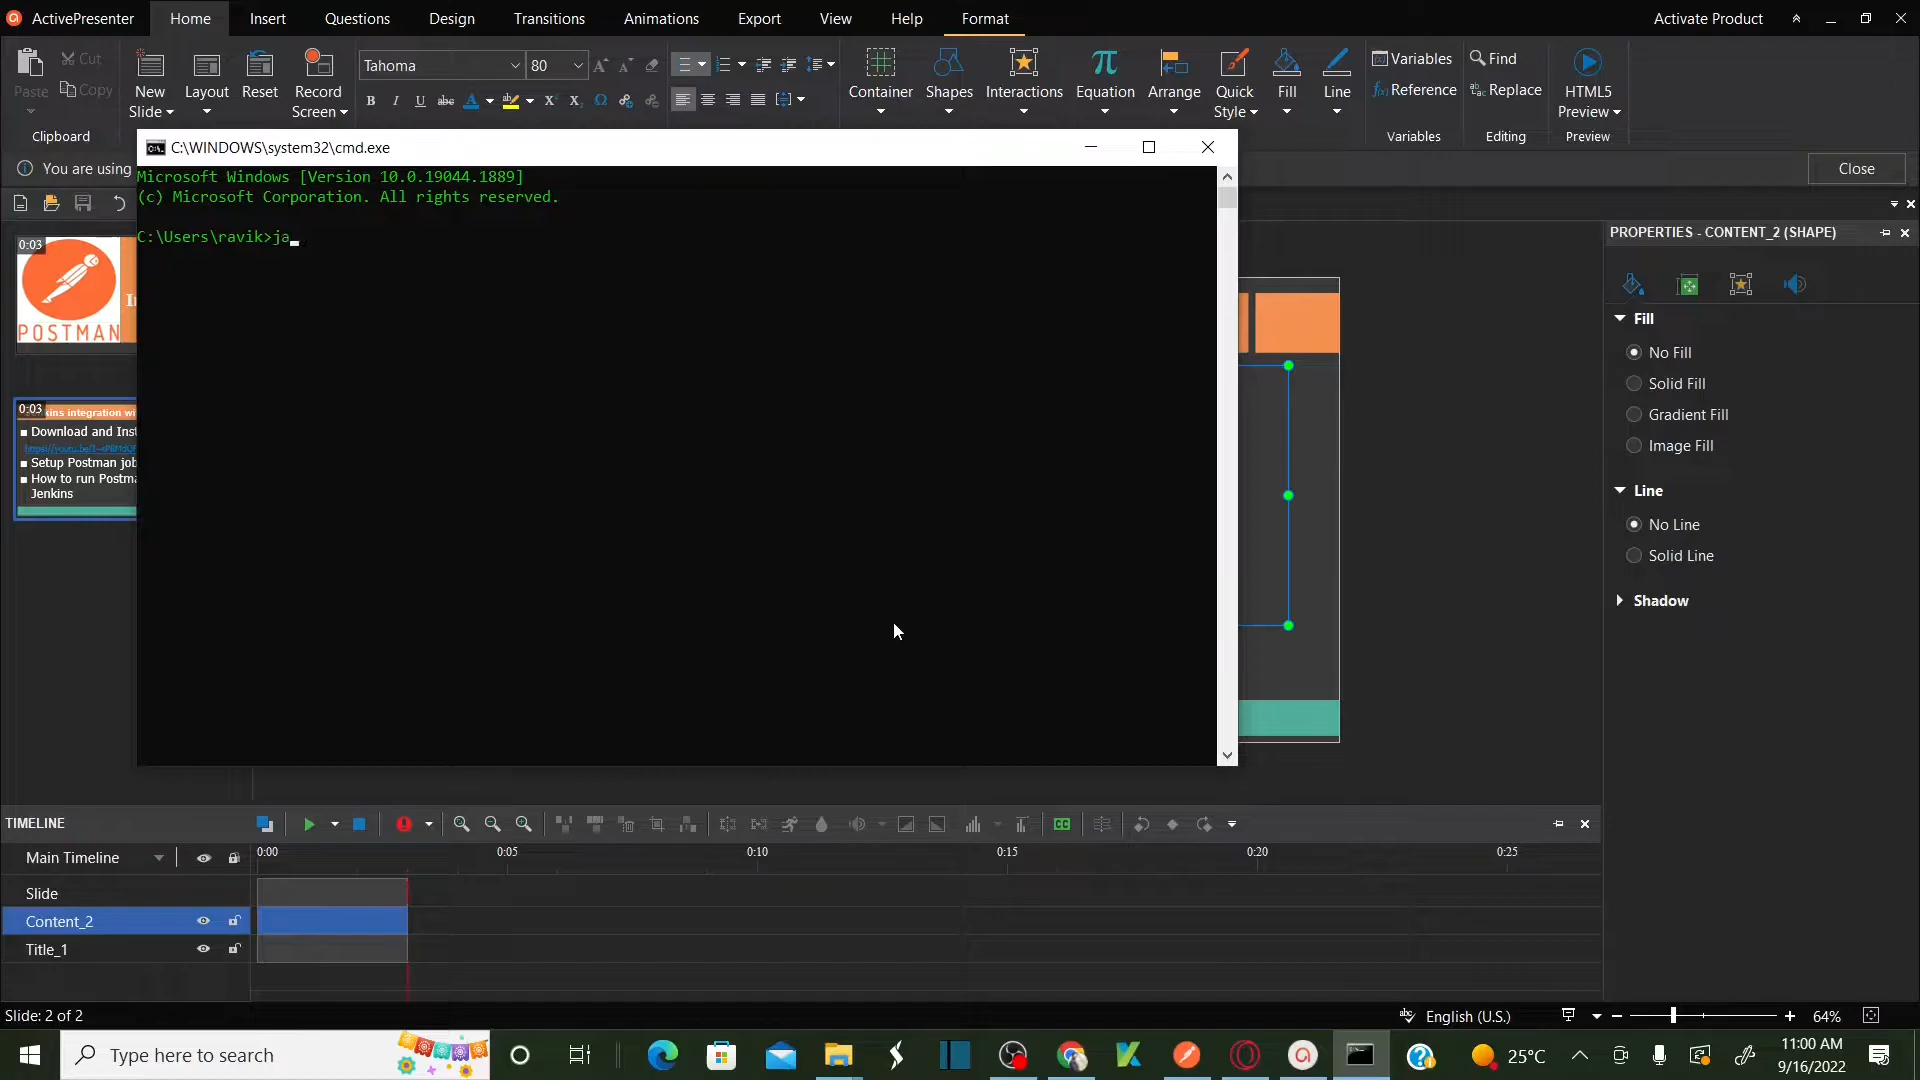 ActivePresenter Home Insert Questions Design Transitions Animations Export View Help Format Activate Product
Paste Cut Copy
Clipboard
New Slide Layout Reset Record Screen
Tahoma 80
B I U abc A X X Ω
Container Shapes Interactions Equation Arrange Quick Style Fill Line
Variables
Reference
Variables
Find
Replace
Editing
HTML5 Preview
Preview
You are using
Close
C:\WINDOWS\system32\cmd.exe
Microsoft Windows [Version 10.0.19044.1889]
(c) Microsoft Corporation. All rights reserved.
C:\Users\ravik>ja
0:03
POSTMAN
0:03
kins integration wi
Download and Inst
Setup Postman job
How to run Postma
Jenkins
PROPERTIES - CONTENT_2 (SHAPE)
Fill
No Fill
Solid Fill
Gradient Fill
Image Fill
Line
No Line
Solid Line
Shadow
TIMELINE
CC
Main Timeline 0:00 0:05 0:10 0:15 0:20 0:25
Slide
Content_2
Title_1
Slide: 2 of 2
English (U.S.) 64%
Type here to search
25°C
11:00 AM
9/16/2022